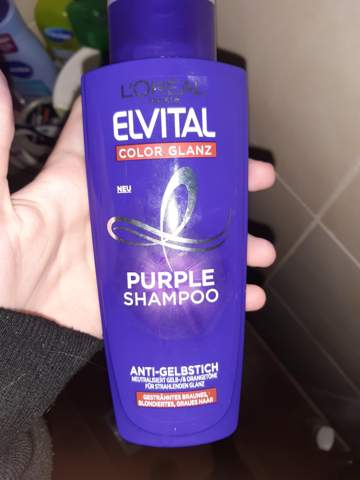 L'ORÉAL
PARIS
ELVITAL
COLOR GLANZ
NEU
PURPLE
SHAMPOO
ANTI-GELBSTICH
NEUTRALISIERT GELB-/& ORANGETÖNE
FÜR STRAHLENDEN GLANZ
GESTRÄHNTES BRAUNES,
BLONDIERTES, GRAUES HAAR